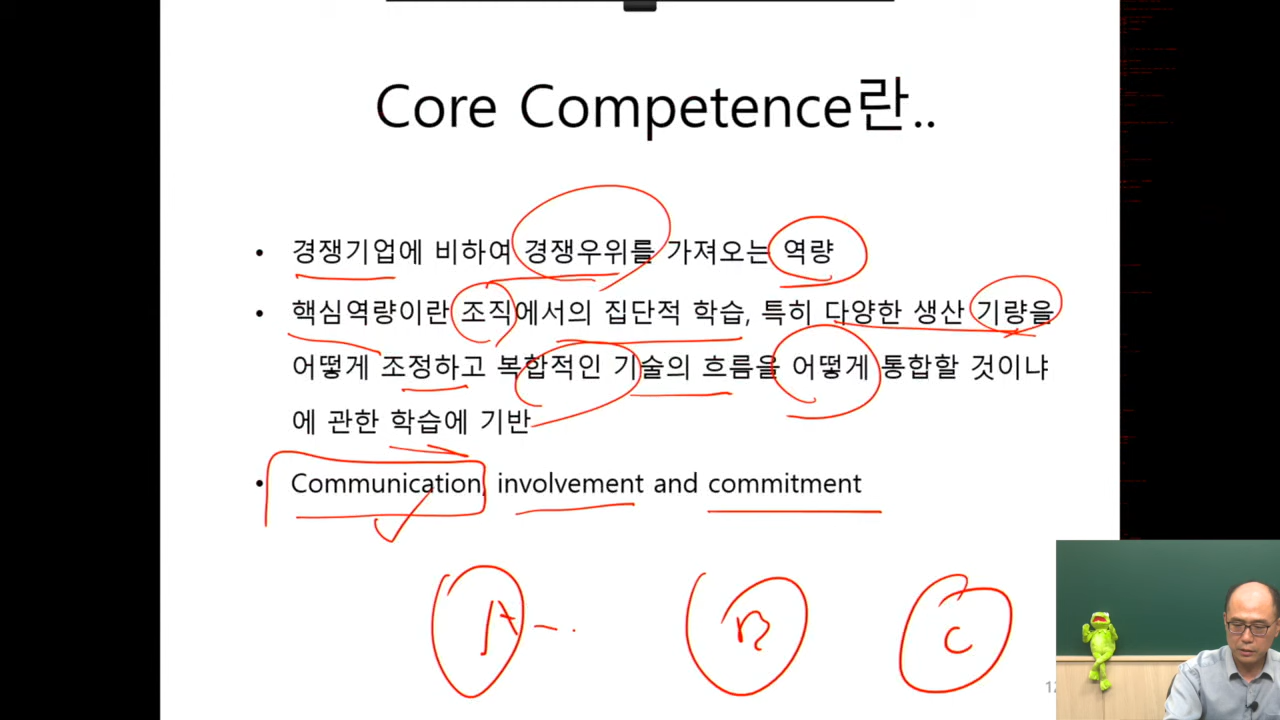 Core Competence란..
• 경쟁기업에 비하여 경쟁우위를 가져오는 역량
• 핵심역량이란 조직에서의 집단적 학습, 특히 다양한 생산 기량을
어떻게 조정하고 복합적인 기술의 흐름을 어떻게 통합할 것이냐
에 관한 학습에 기반
• Communication, involvement and commitment
A B C